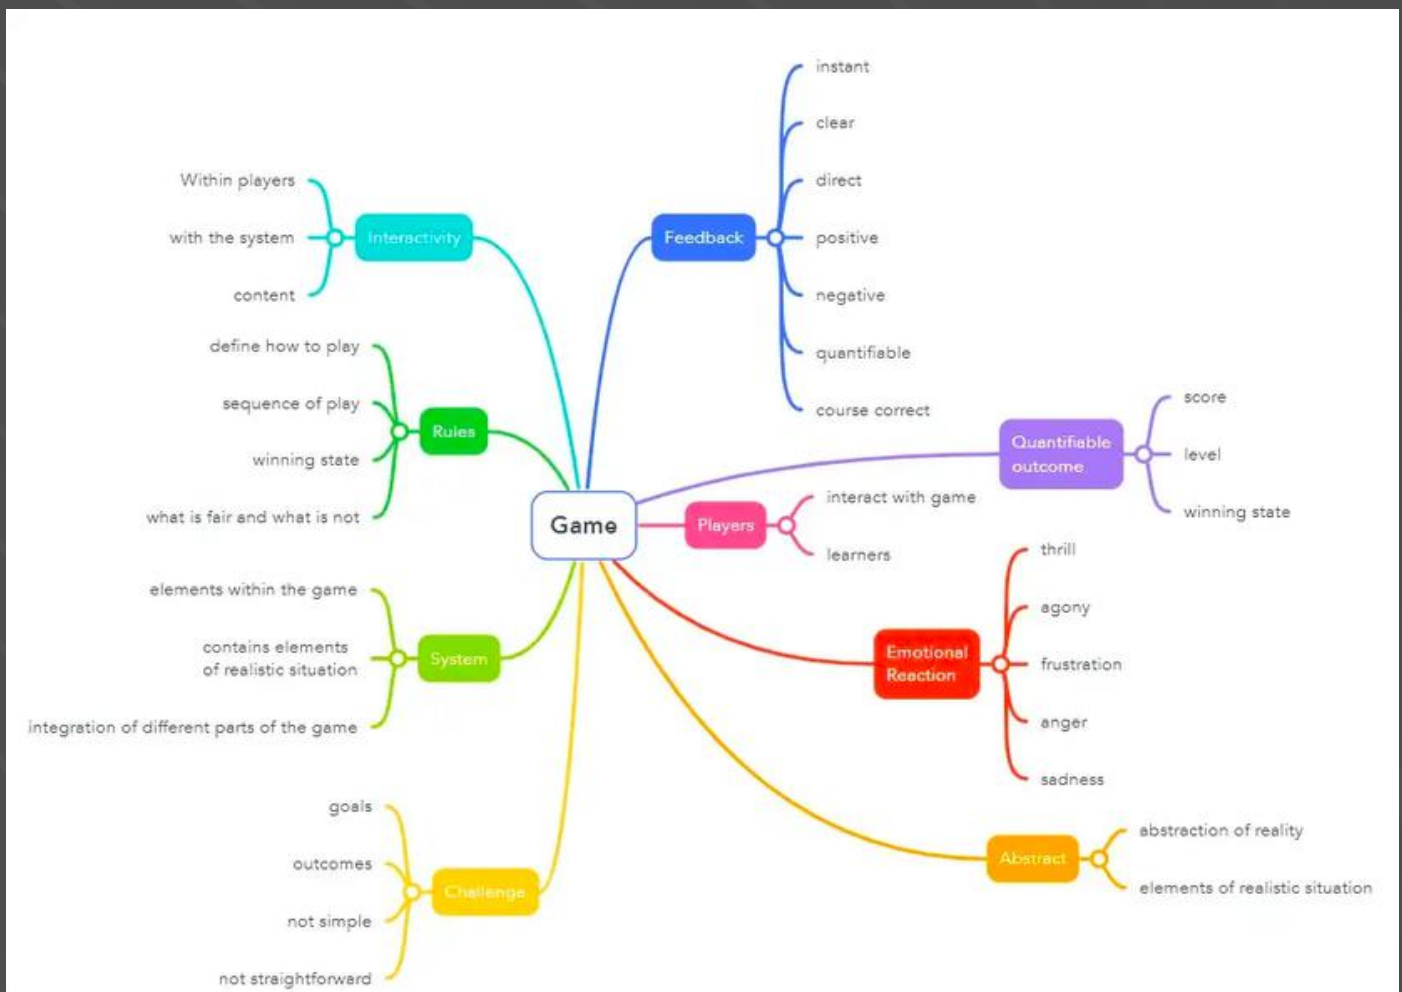 Game
Interactivity
Within players
with the system
content
Rules
define how to play
sequence of play
winning state
what is fair and what is not
System
elements within the game
contains elements
of realistic situation
integration of different parts of the game
Challenge
goals
outcomes
not simple
not straightforward
Feedback
instant
clear
direct
positive
negative
quantifiable
course correct
Quantifiable
outcome
score
level
winning state
Players
interact with game
learners
Emotional
Reaction
thrill
agony
frustration
anger
sadness
Abstract
abstraction of reality
elements of realistic situation